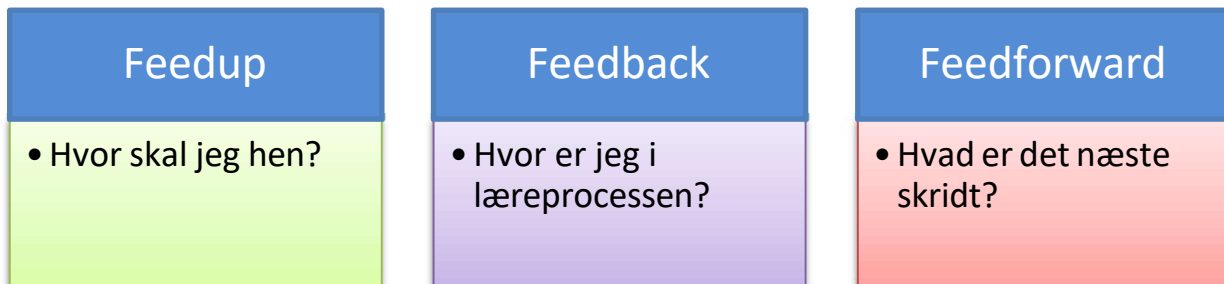 Feedup
• Hvor skal jeg hen?
Feedback
• Hvor er jeg i
læreprocessen?
Feedforward
• Hvad er det næste
skridt?